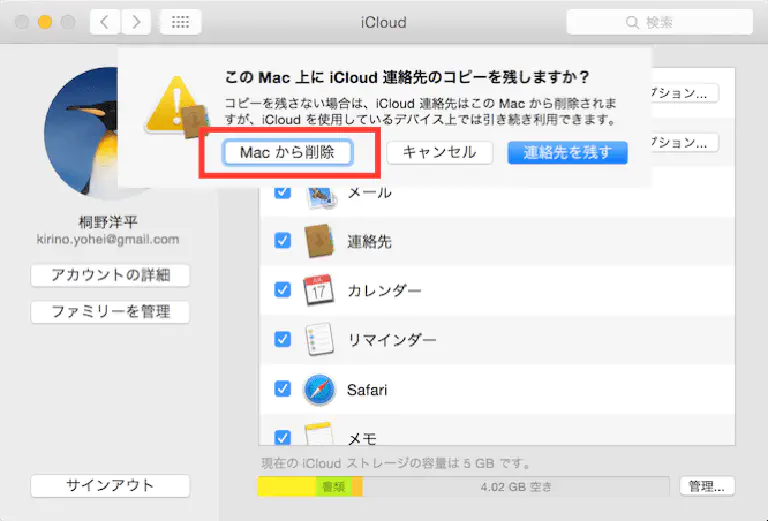 iCloud
検索
この Mac 上に iCloud 連絡先のコピーを残しますか？
コピーを残さない場合は、iCloud 連絡先はこの Mac から削除されま
すが、iCloud を使用しているデバイス上では引き続き利用できます。
Mac から削除
キャンセル
連絡先を残す
プション...
プション...
桐野洋平
kirino.yohei@gmail.com
アカウントの詳細
ファミリーを管理
サインアウト
メール
連絡先
17
カレンダー
リマインダー
Safari
メモ
現在の iCloud ストレージの容量は 5 GB です。
書類
4.02 GB 空き
管理...